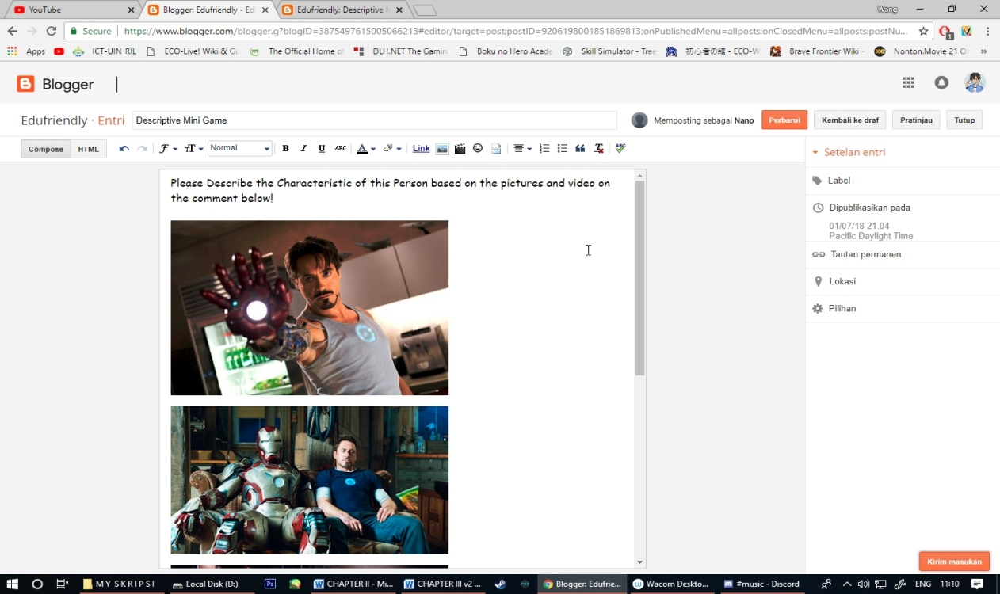 YouTube
Blogger: Edufriendly - Ed
Edufriendly: Descriptive M
Wang
Secure
https://www.blogger.com/blogger.g?blogID=3875497615005066213#editor/target=post;postID=920619800185186​9813;onPublishedMenu=allposts;onClosedMenu=allposts;postNu...
Apps
ICT-UIN_RIL
ECO-Live! Wiki & Gu
The Official Home o
DLH.NET The Gamin
Boku no Hero Acade
Skill Simulator - Tree
初心者の館 - ECO-W
Brave Frontier Wiki -
Nonton.Movie 21 O
»
Blogger
Edufriendly · Entri
Descriptive Mini Game
Memposting sebagai Nano
Perbarui
Kembali ke draf
Pratinjau
Tutup
Compose
HTML
Normal
B I U ABC A Link
ABC
Please Describe the Characteristic of this Person based on the pictures and video on
the comment below!
Setelan entri
Label
Dipublikasikan pada
01/07/18 21.04
Pacific Daylight Time
Tautan permanen
Lokasi
Pilihan
Kirim masukan
M Y S K R I P S I
Local Disk (D:)
Ps
CHAPTER II - Mi...
CHAPTER III v2 ...
Blogger: Edufrie...
Wacom Deskto...
#music - Discord
ENG
11:10